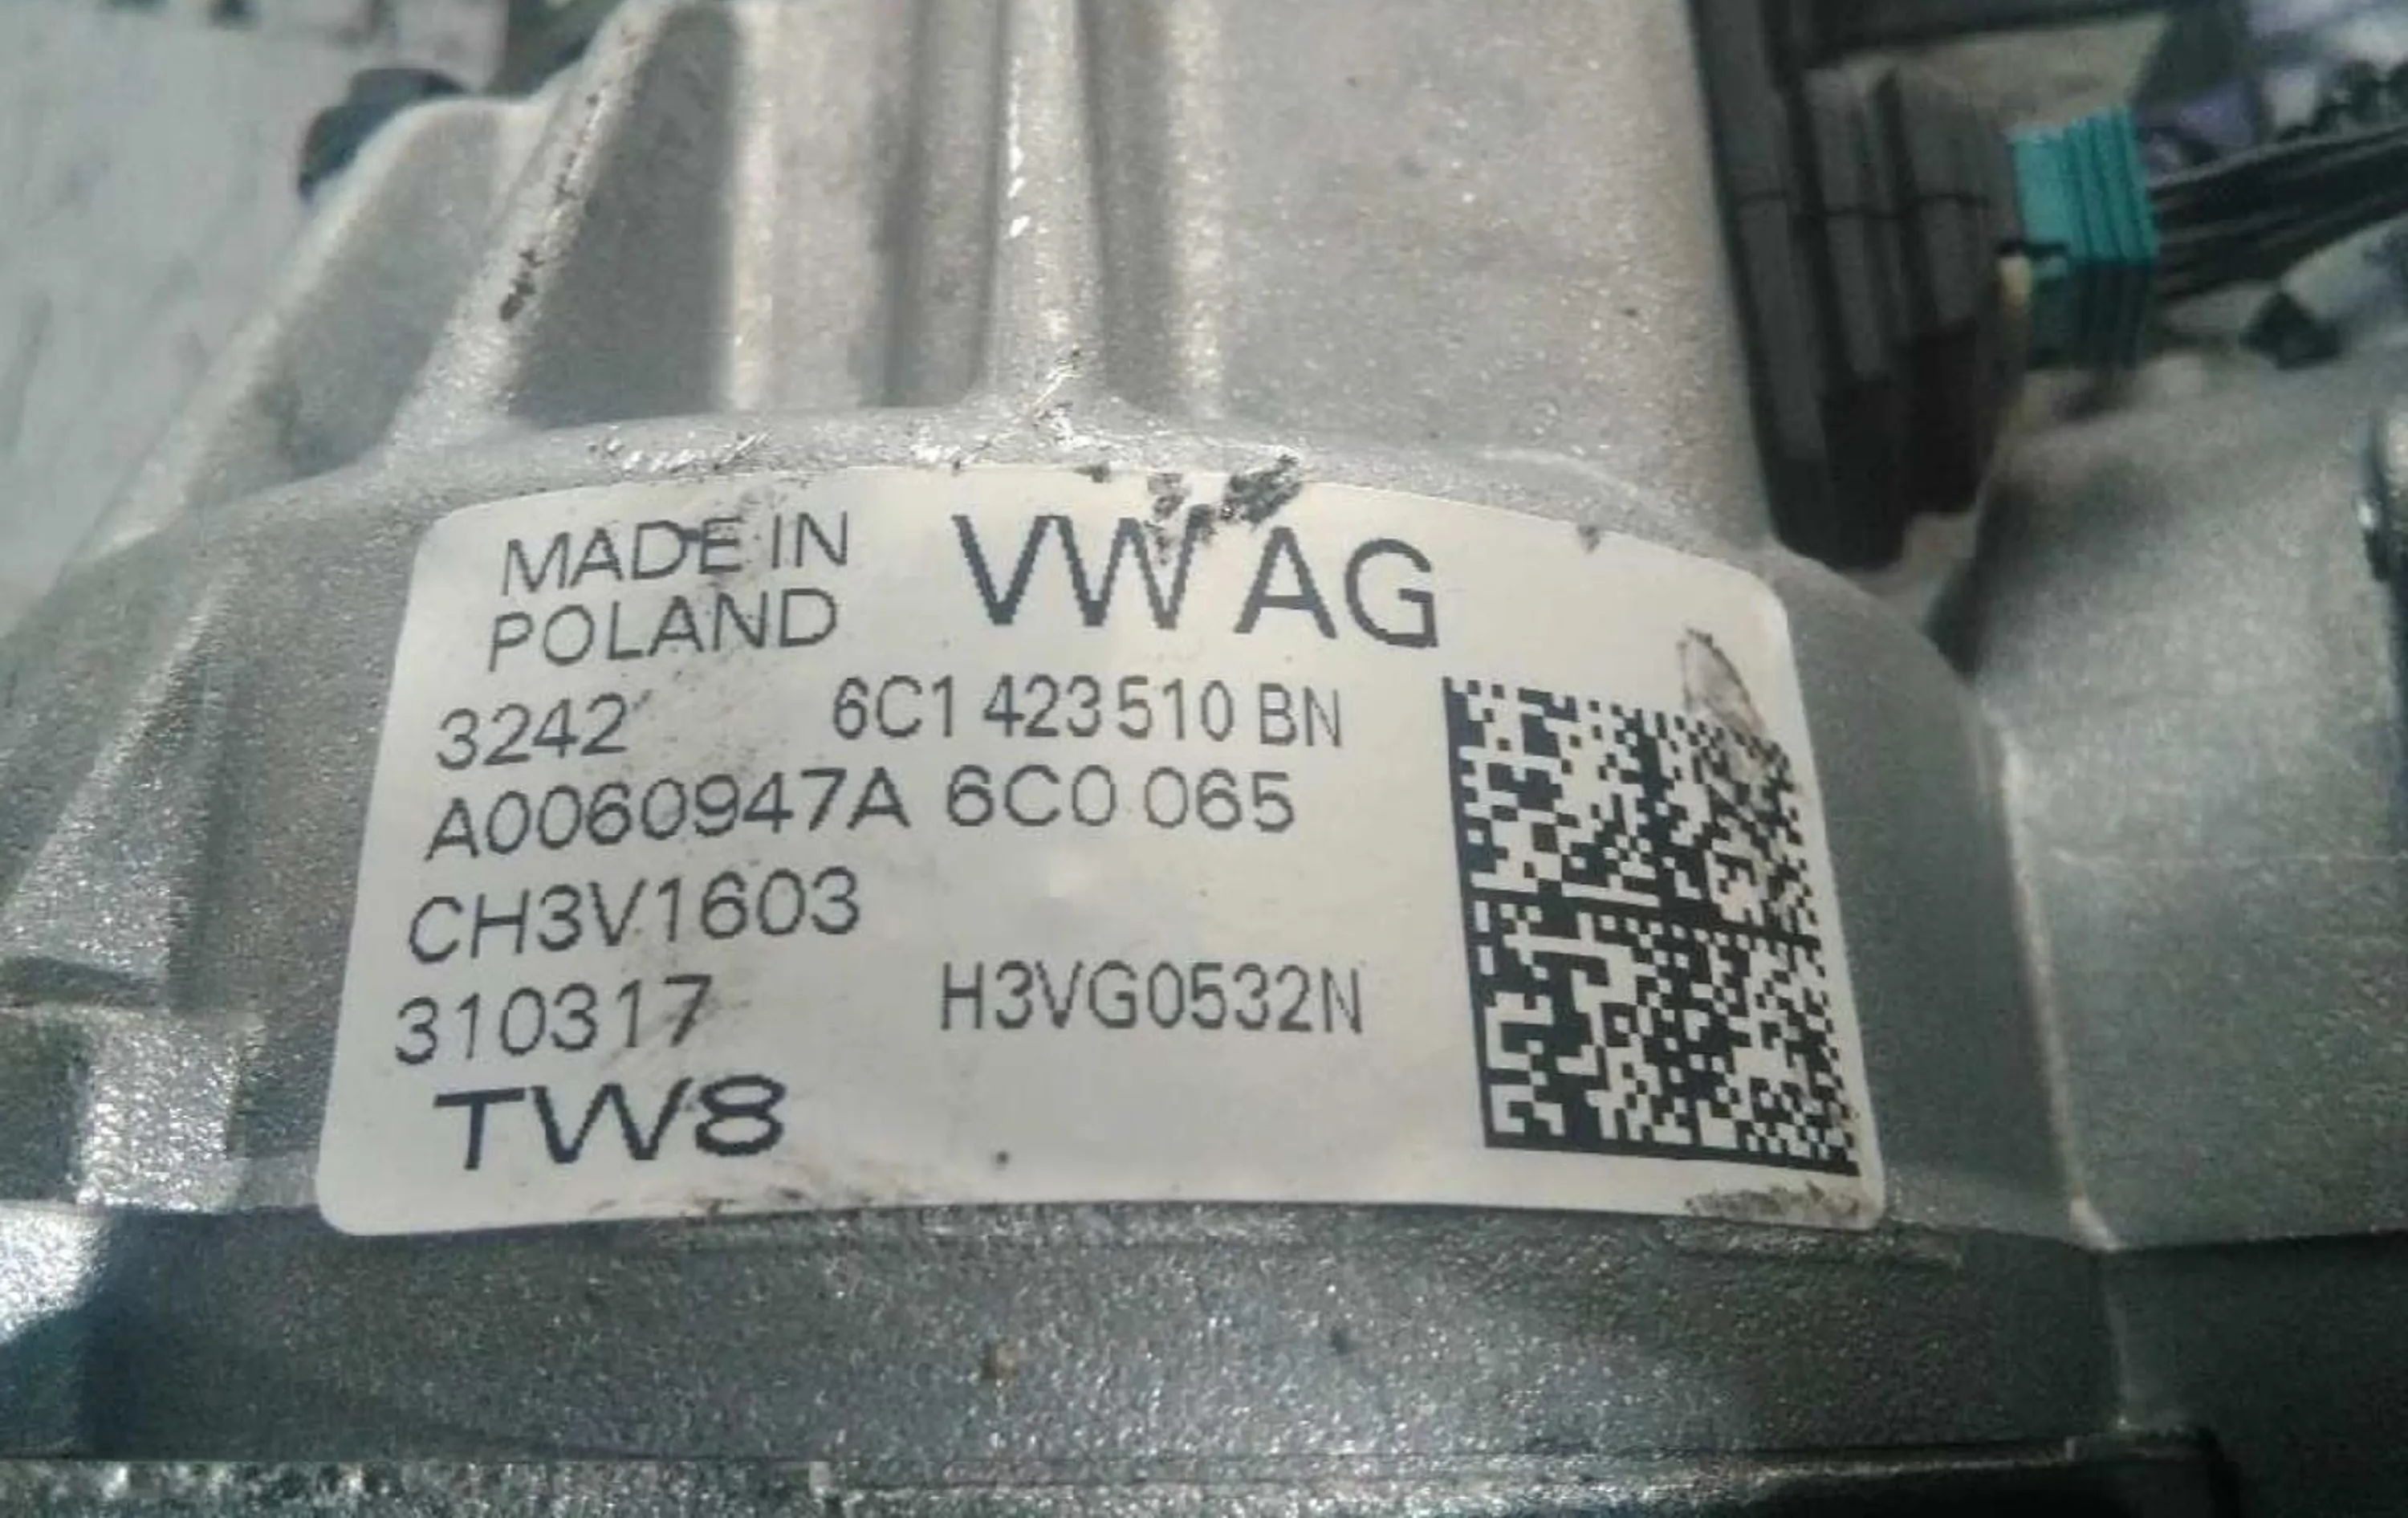 MADE IN VW AG
POLAND
3242 6C1 423 510 BN
A0060947A 6C0 065
CH3V1603
310317 H3VG0532N
TW8